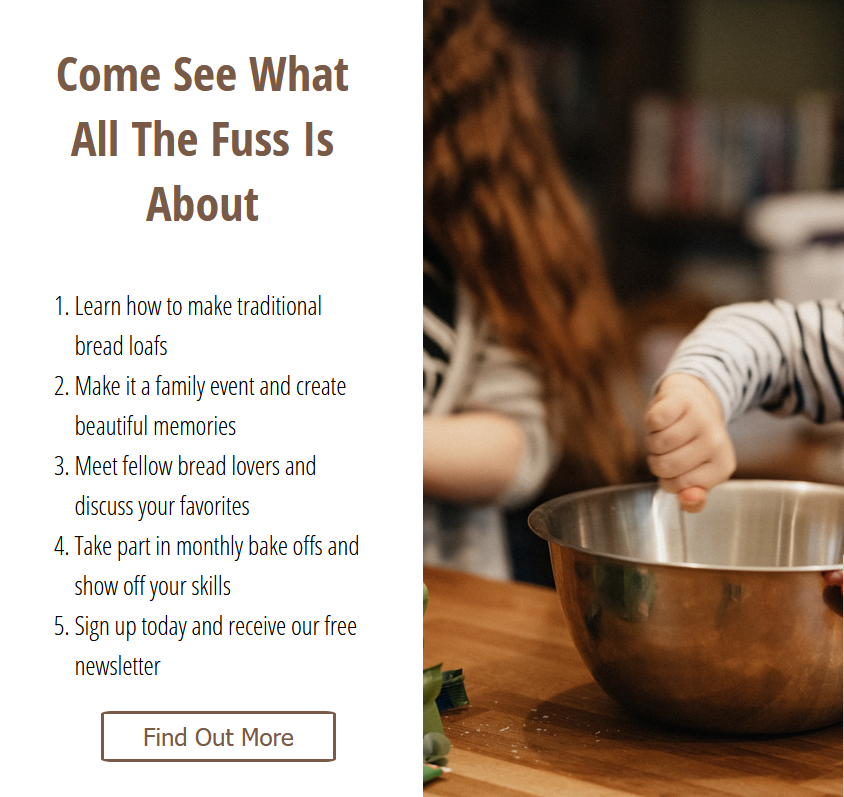 Come See What
All The Fuss Is
About
1. Learn how to make traditional
bread loafs
2. Make it a family event and create
beautiful memories
3. Meet fellow bread lovers and
discuss your favorites
4. Take part in monthly bake offs and
show off your skills
5. Sign up today and receive our free
newsletter
Find Out More